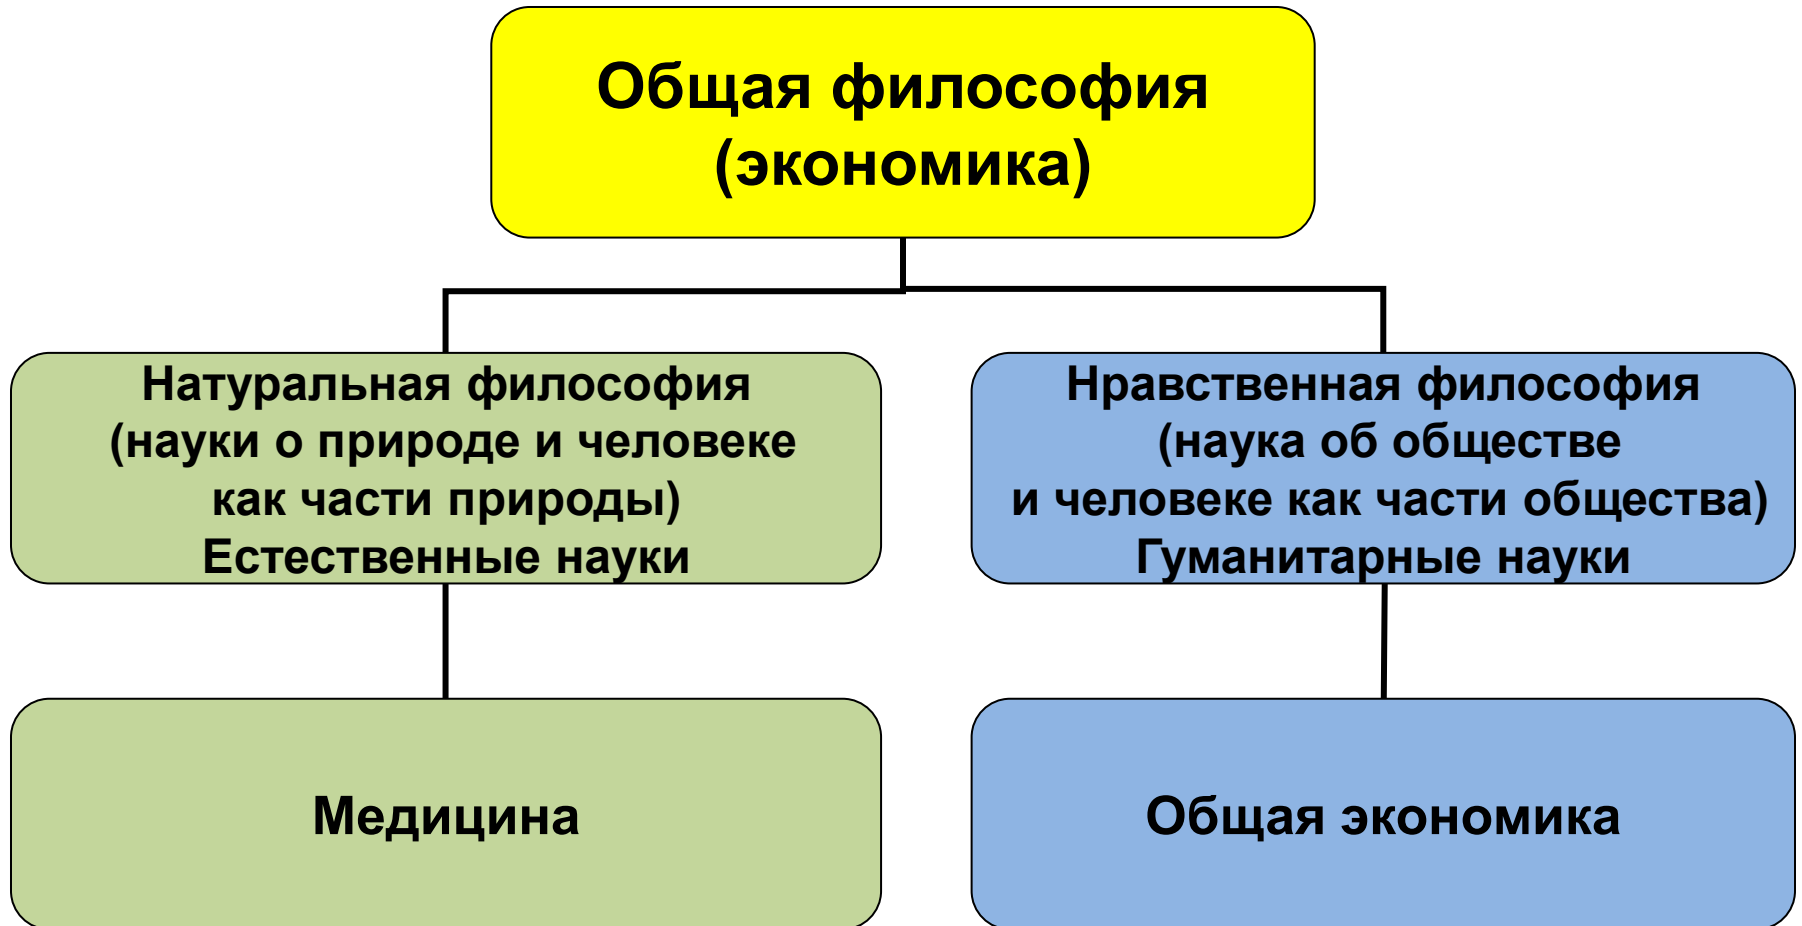 Общая философия
(экономика)
Натуральная философия
(науки о природе и человеке
как части природы)
Естественные науки
Нравственная философия
(наука об обществе
и человеке как части общества)
Гуманитарные науки
Медицина
Общая экономика